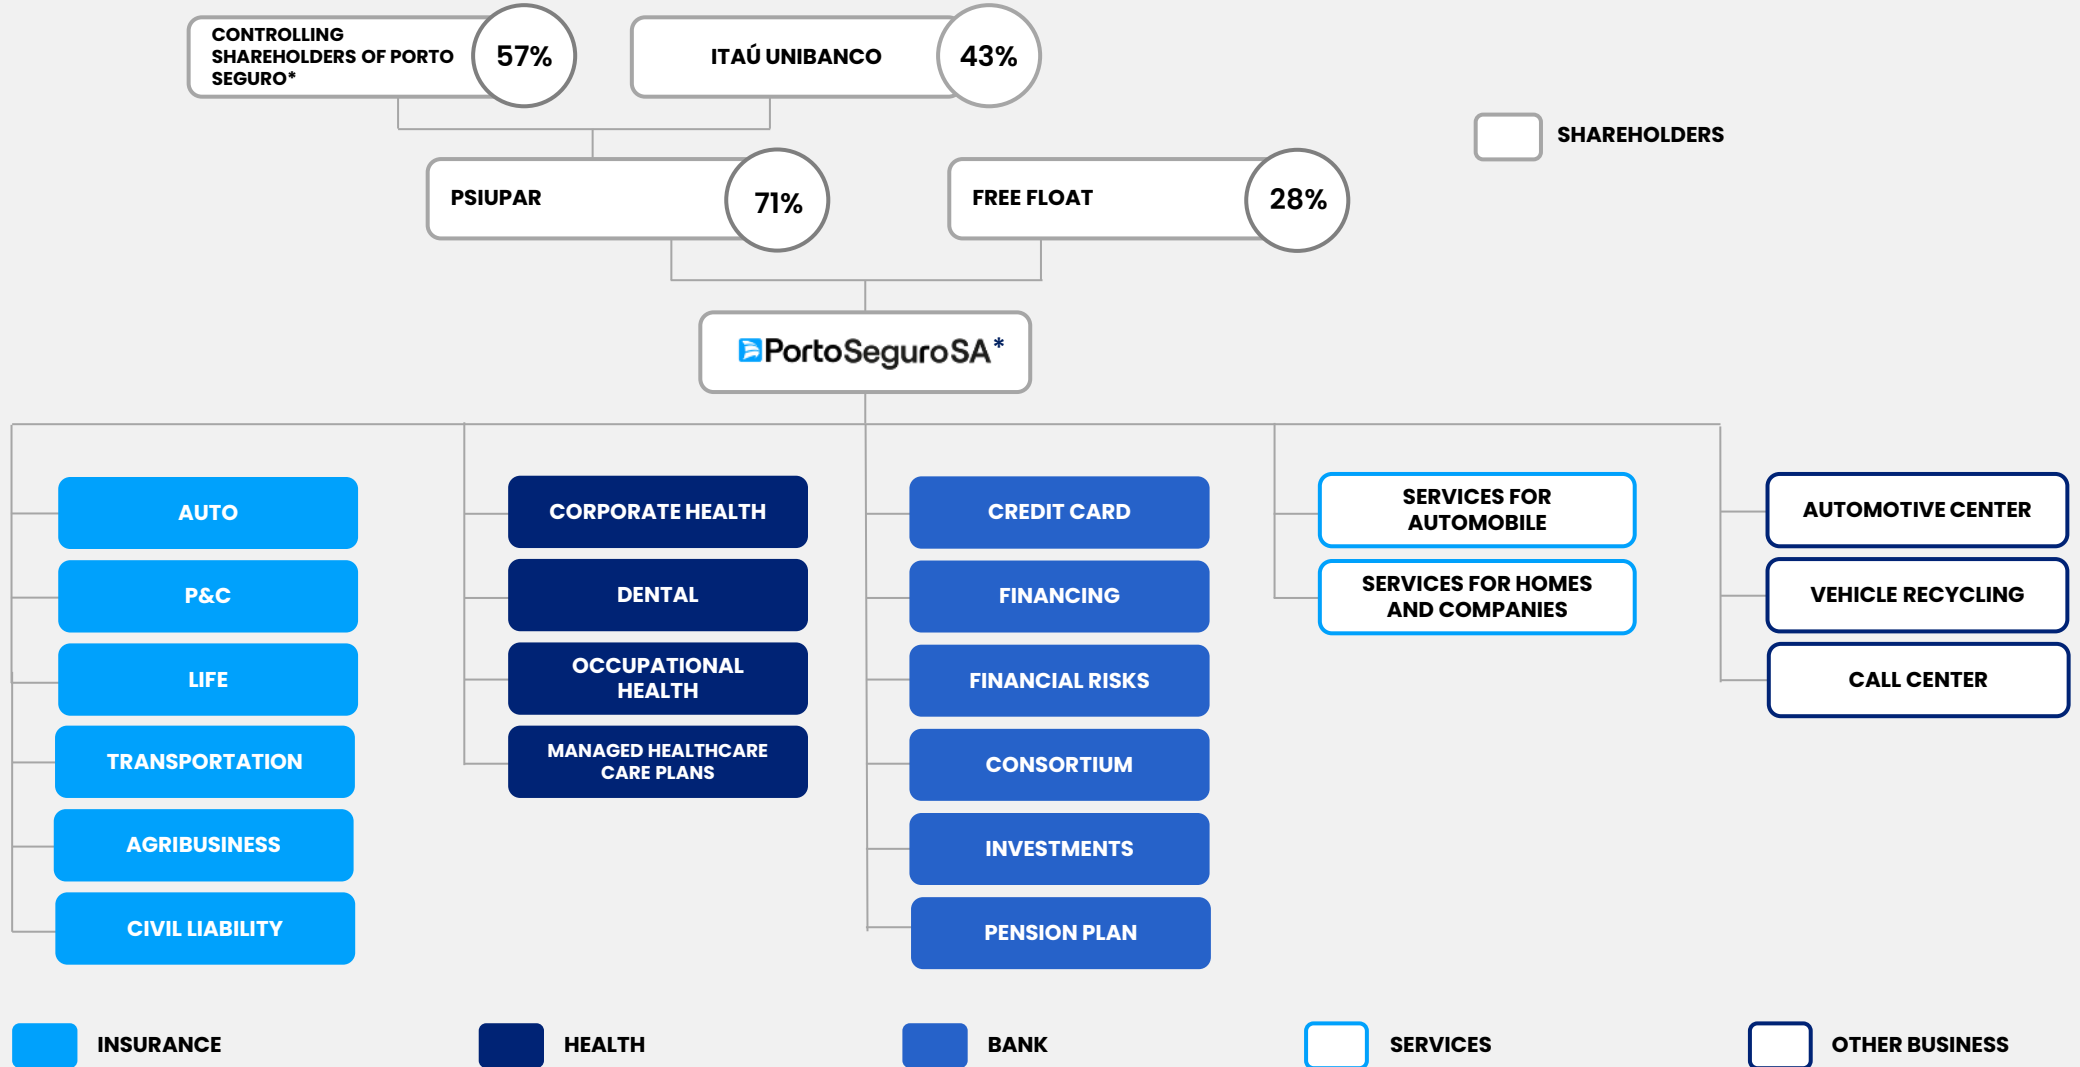 CONTROLLING
SHAREHOLDERS OF PORTO
SEGURO*
57%
ITAÚ UNIBANCO
43%
SHAREHOLDERS
PSIUPAR
71%
FREE FLOAT
28%
PortoSeguroSA*
AUTO
P&C
LIFE
TRANSPORTATION
AGRIBUSINESS
CIVIL LIABILITY
CORPORATE HEALTH
DENTAL
OCCUPATIONAL
HEALTH
MANAGED HEALTHCARE
CARE PLANS
CREDIT CARD
FINANCING
FINANCIAL RISKS
CONSORTIUM
INVESTMENTS
PENSION PLAN
SERVICES FOR
AUTOMOBILE
SERVICES FOR HOMES
AND COMPANIES
AUTOMOTIVE CENTER
VEHICLE RECYCLING
CALL CENTER
INSURANCE
HEALTH
BANK
SERVICES
OTHER BUSINESS